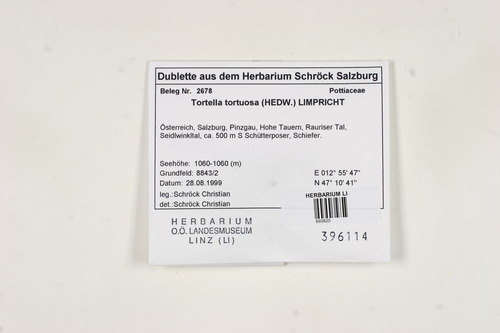 Dublette aus dem Herbarium Schröck Salzburg
Beleg Nr. 2678 Pottiaceae
Tortella tortuosa (HEDW.) LIMPRICHT
Österreich, Salzburg, Pinzgau, Hohe Tauern, Rauriser Tal,
Seidlwinkltal, ca. 500 m S Schütterposer, Schiefer.
Seehöhe: 1060-1060 (m)
Grundfeld: 8843/2 E 012° 55' 47"
Datum: 28.08.1999 N 47° 10' 41"
leg.: Schröck Christian
det.: Schröck Christian
HERBARIUM LI
693820
HERBARIUM
O.Ö. LANDESMUSEUM
LINZ (LI)
396114